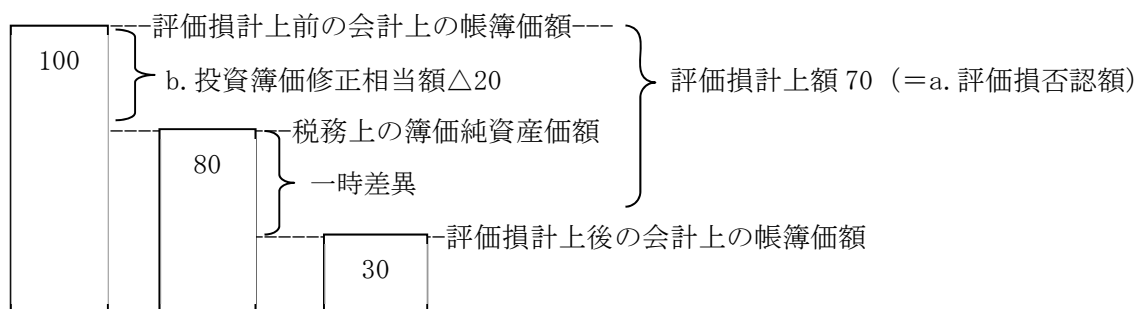 評価損計上前の会計上の帳簿価額
100
b.投資簿価修正相当額△20
評価損計上額 70（＝a.評価損否認額）
税務上の簿価純資産価額
80
一時差異
評価損計上後の会計上の帳簿価額
30